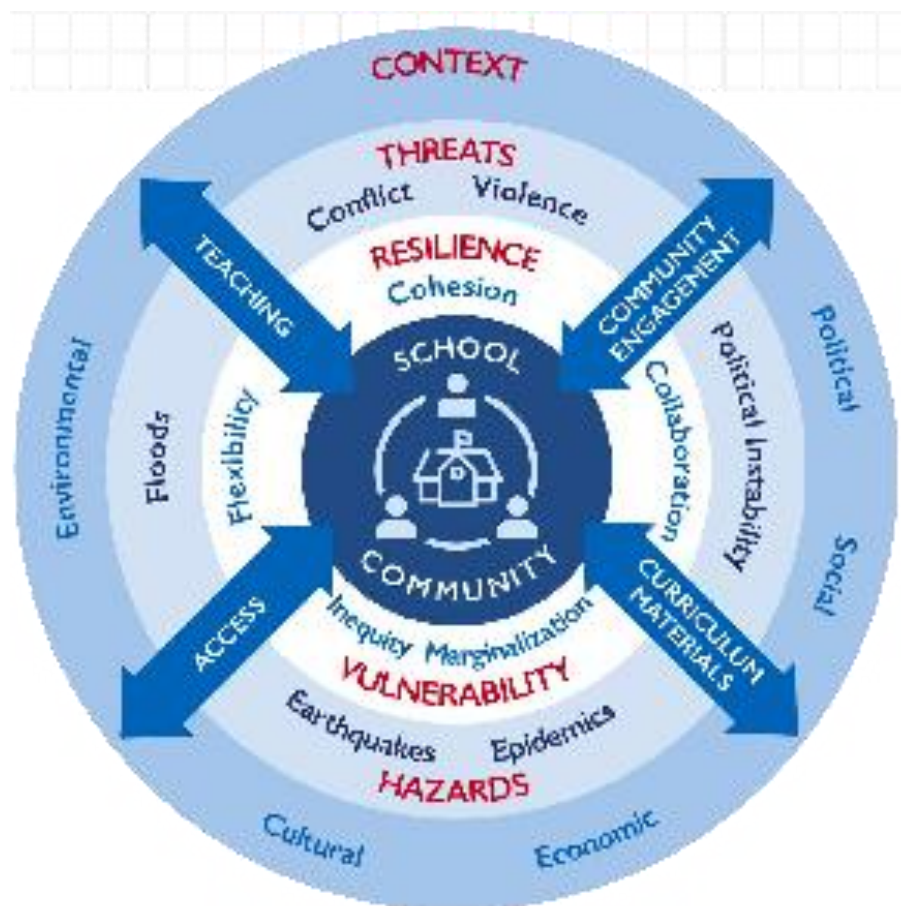 CONTEXT
THREATS
Conflict Violence
RESILIENCE
Cohesion
TEACHING
COMMUNITY
ENGAGEMENT
SCHOOL
COMMUNITY
Environmental
Floods
Flexibility
Collaboration
Political Instability
Political
Social
ACCESS
CURRICULUM
MATERIALS
Inequity Marginalization
VULNERABILITY
Earthquakes Epidemics
HAZARDS
Cultural
Economic